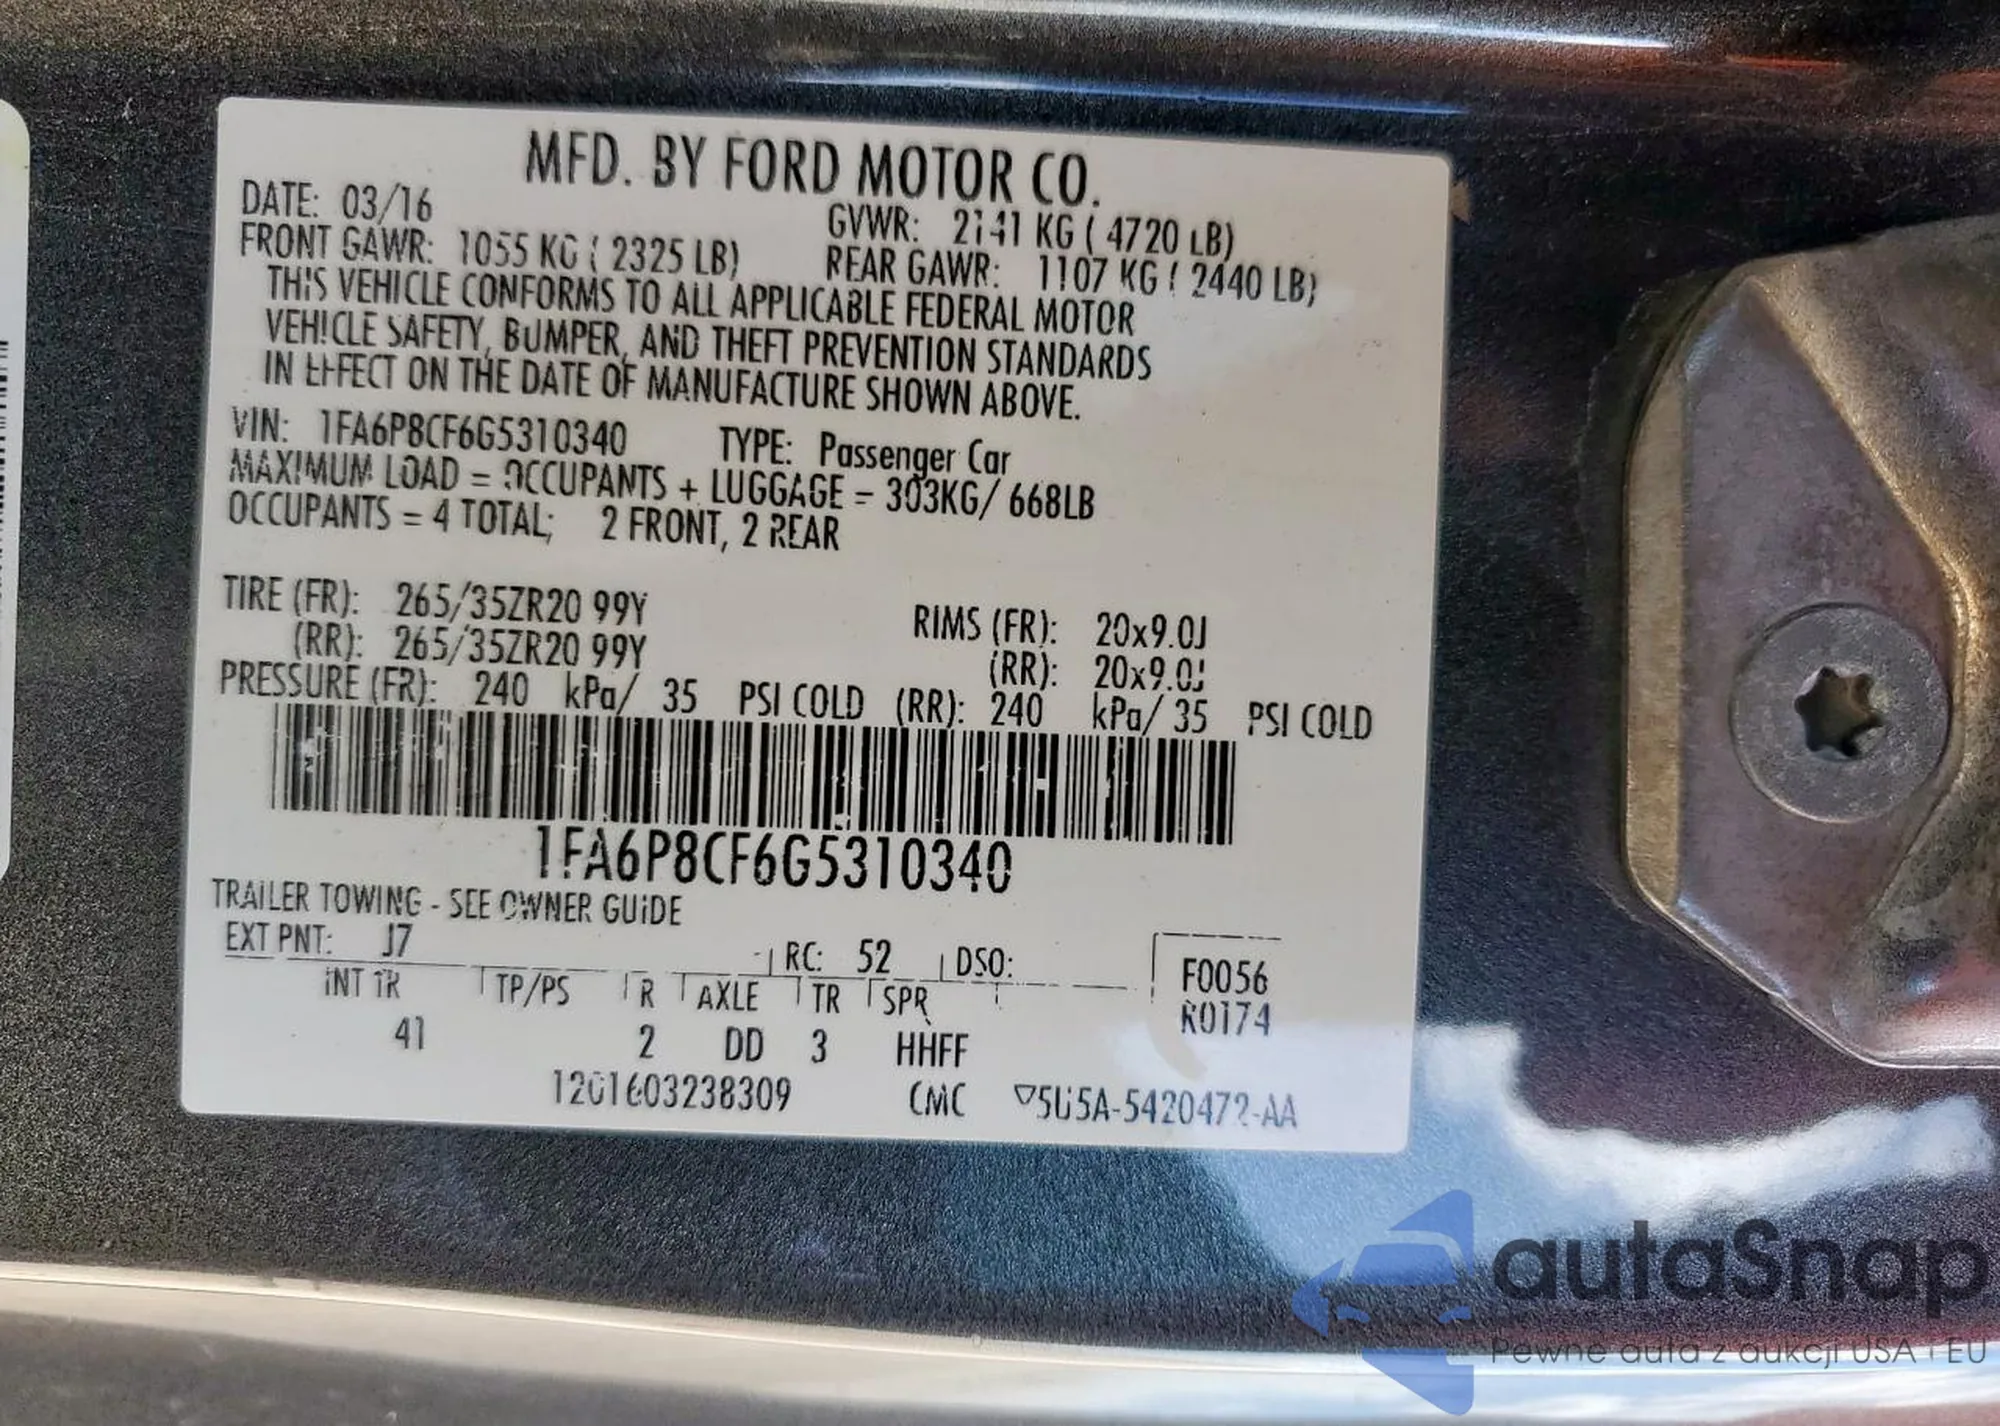 MFD. BY FORD MOTOR CO.
DATE: 03/16
GVWR: 2141 KG ( 4720 LB)
FRONT GAWR: 1055 KG ( 2325 LB)
REAR GAWR: 1107 KG ( 2440 LB)
THIS VEHICLE CONFORMS TO ALL APPLICABLE FEDERAL MOTOR
VEHICLE SAFETY, BUMPER, AND THEFT PREVENTION STANDARDS
IN EFFECT ON THE DATE OF MANUFACTURE SHOWN ABOVE.
VIN: 1FA6P8CF6G5310340 TYPE: Passenger Car
MAXIMUM LOAD = OCCUPANTS + LUGGAGE = 303KG/ 668LB
OCCUPANTS = 4 TOTAL; 2 FRONT, 2 REAR
TIRE (FR): 265/35ZR20 99Y RIMS (FR): 20x9.0J
(RR): 265/35ZR20 99Y (RR): 20x9.0J
PRESSURE (FR): 240 kPa/ 35 PSI COLD (RR): 240 kPa/ 35 PSI COLD
1FA6P8CF6G5310340
TRAILER TOWING - SEE OWNER GUIDE
EXT PNT: J7 RC: 52 DSO: F0056
INT TR TP/PS R AXLE TR SPR R0174
41 2 DD 3 HHFF
1201603238309 CMC ▽5U5A-5420472-AA
autaSnap
Pewne auta z aukcji USA i EU